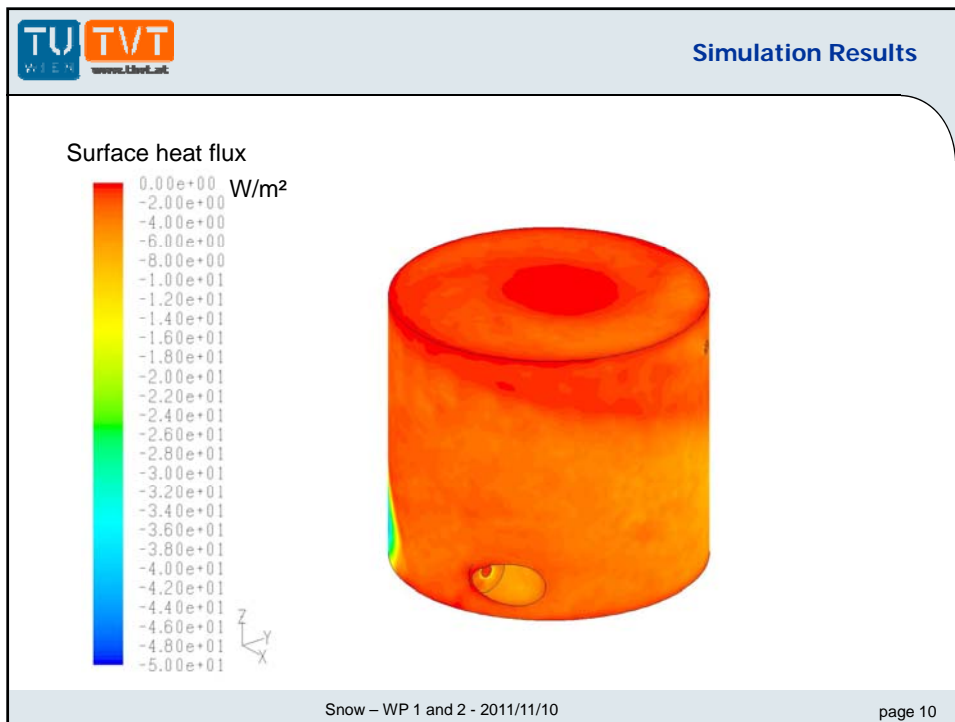 TU TVT
WIEN www.tvt.at
Simulation Results
Surface heat flux
W/m²
0.00e+00
-2.00e+00
-4.00e+00
-6.00e+00
-8.00e+00
-1.00e+01
-1.20e+01
-1.40e+01
-1.60e+01
-1.80e+01
-2.00e+01
-2.20e+01
-2.40e+01
-2.60e+01
-2.80e+01
-3.00e+01
-3.20e+01
-3.40e+01
-3.60e+01
-3.80e+01
-4.00e+01
-4.20e+01
-4.40e+01
-4.60e+01
-4.80e+01
-5.00e+01
Z
Y
X
Snow – WP 1 and 2 - 2011/11/10
page 10